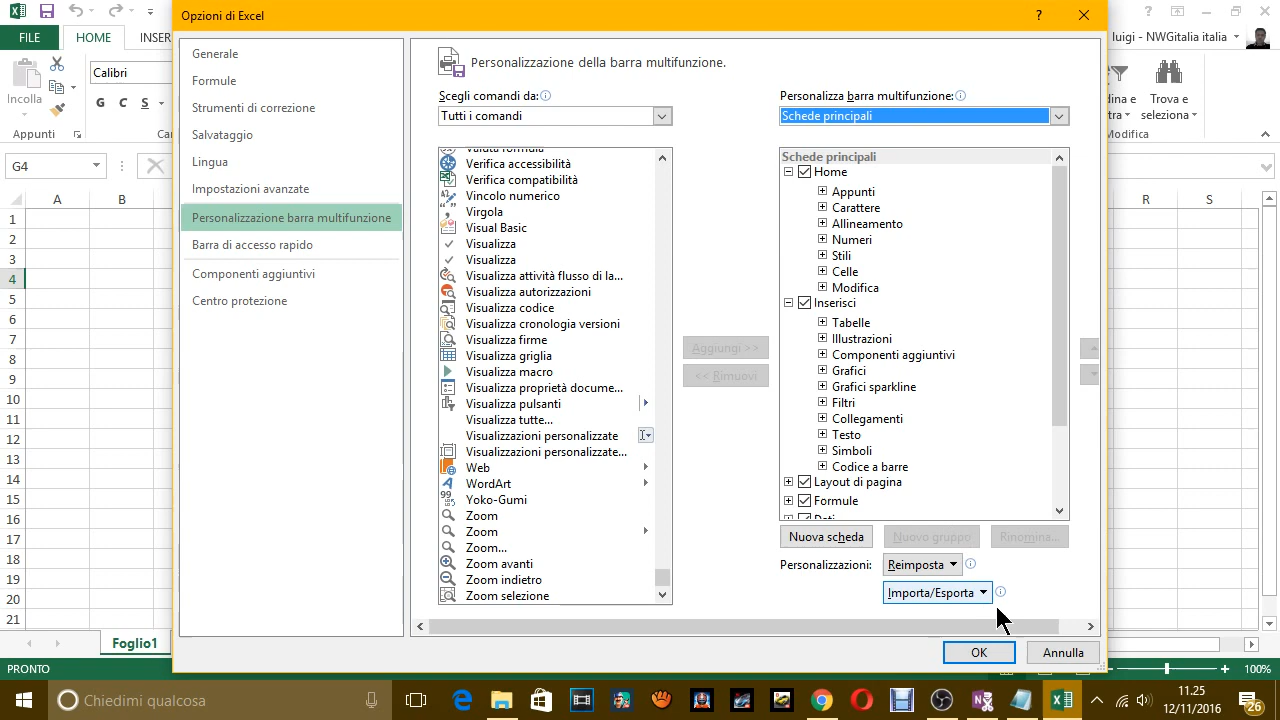 Opzioni di Excel
?
FILE
HOME
INSER
luigi - NWGitalia italia
Incolla
Calibri
G C S
Appunti
Trova e
seleziona
G4
A B
R S
1
2
3
4
5
6
7
8
9
10
11
12
13
14
15
16
17
18
19
20
21
Foglio1
PRONTO
100%
Generale
Formule
Strumenti di correzione
Salvataggio
Lingua
Impostazioni avanzate
Personalizzazione barra multifunzione
Barra di accesso rapido
Componenti aggiuntivi
Centro protezione
Personalizzazione della barra multifunzione.
Scegli comandi da:
Tutti i comandi
Valuta formula
Verifica accessibilità
Verifica compatibilità
Vincolo numerico
Virgola
Visual Basic
Visualizza
Visualizza
Visualizza attività flusso di la...
Visualizza autorizzazioni
Visualizza codice
Visualizza cronologia versioni
Visualizza firme
Visualizza griglia
Visualizza macro
Visualizza proprietà docume...
Visualizza pulsanti
Visualizza tutte...
Visualizzazioni personalizzate
Visualizzazioni personalizzate...
Web
WordArt
Yoko-Gumi
Zoom
Zoom
Zoom...
Zoom avanti
Zoom indietro
Zoom selezione
Aggiungi >>
<< Rimuovi
Personalizza barra multifunzione:
Schede principali
Schede principali
Home
Appunti
Carattere
Allineamento
Numeri
Stili
Celle
Modifica
Inserisci
Tabelle
Illustrazioni
Componenti aggiuntivi
Grafici
Grafici sparkline
Filtri
Collegamenti
Testo
Simboli
Codice a barre
Layout di pagina
Formule
Dati
Nuova scheda
Nuovo gruppo
Rinomina...
Personalizzazioni:
Reimposta
Importa/Esporta
OK
Annulla
Chiedimi qualcosa
11.25
12/11/2016
26